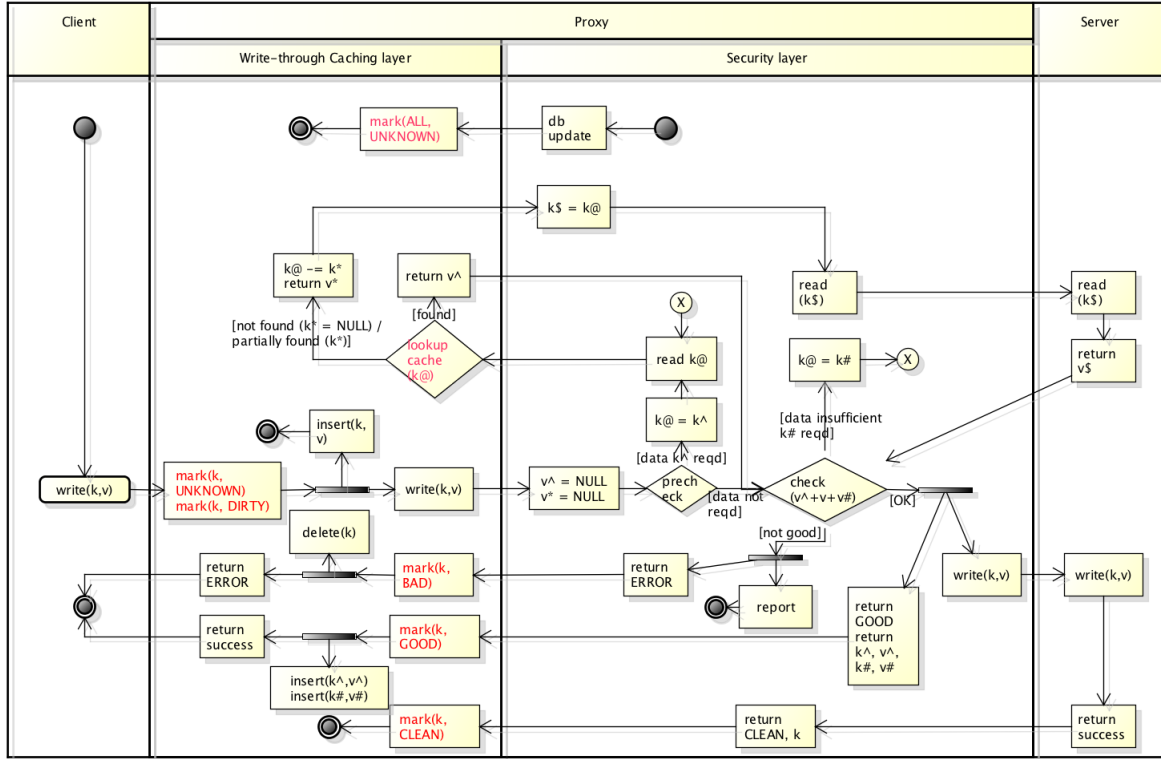 Client
Proxy
Server
Write-through Caching layer
Security layer
mark(ALL,
UNKNOWN)
db
update
k$ = k@
k@ -= k*
return v*
return v^
read
(k$)
read
(k$)
[not found (k* = NULL) /
partially found (k*)]
[found]
X
lookup
cache
(k@)
read k@
k@ = k#
X
return
v$
insert(k,
v)
k@ = k^
[data insufficient
k# reqd]
[data k^ reqd]
write(k,v)
mark(k,
UNKNOWN)
mark(k, DIRTY)
write(k,v)
v^ = NULL
v* = NULL
prech
eck
[data not
reqd]
check
(v^+v+v#)
[OK]
delete(k)
[not good]
return
ERROR
mark(k,
BAD)
return
ERROR
report
write(k,v)
write(k,v)
return
success
mark(k,
GOOD)
return
GOOD
return
k^, v^,
k#, v#
insert(k^,v^)
insert(k#,v#)
mark(k,
CLEAN)
return
CLEAN, k
return
success